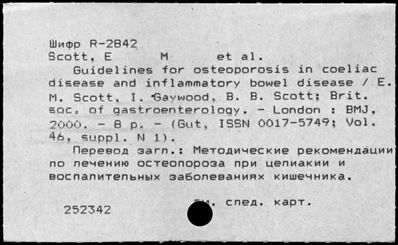 Шифр R-2842
Scott, E M et al.
Guidelines for osteoporosis in coeliac
disease and inflammatory bowel disease / E.
M. Scott, I. Gaywood, B. B. Scott; Brit.
soc. of gastroenterology. - London : BMJ,
2000. - 8 p. - (Gut, ISSN 0017-5749; Vol.
46, suppl. N 1).
Перевод загл.: Методические рекомендации
по лечению остеопороза при целиакии и
воспалительных заболеваниях кишечника.
см. след. карт.
252342